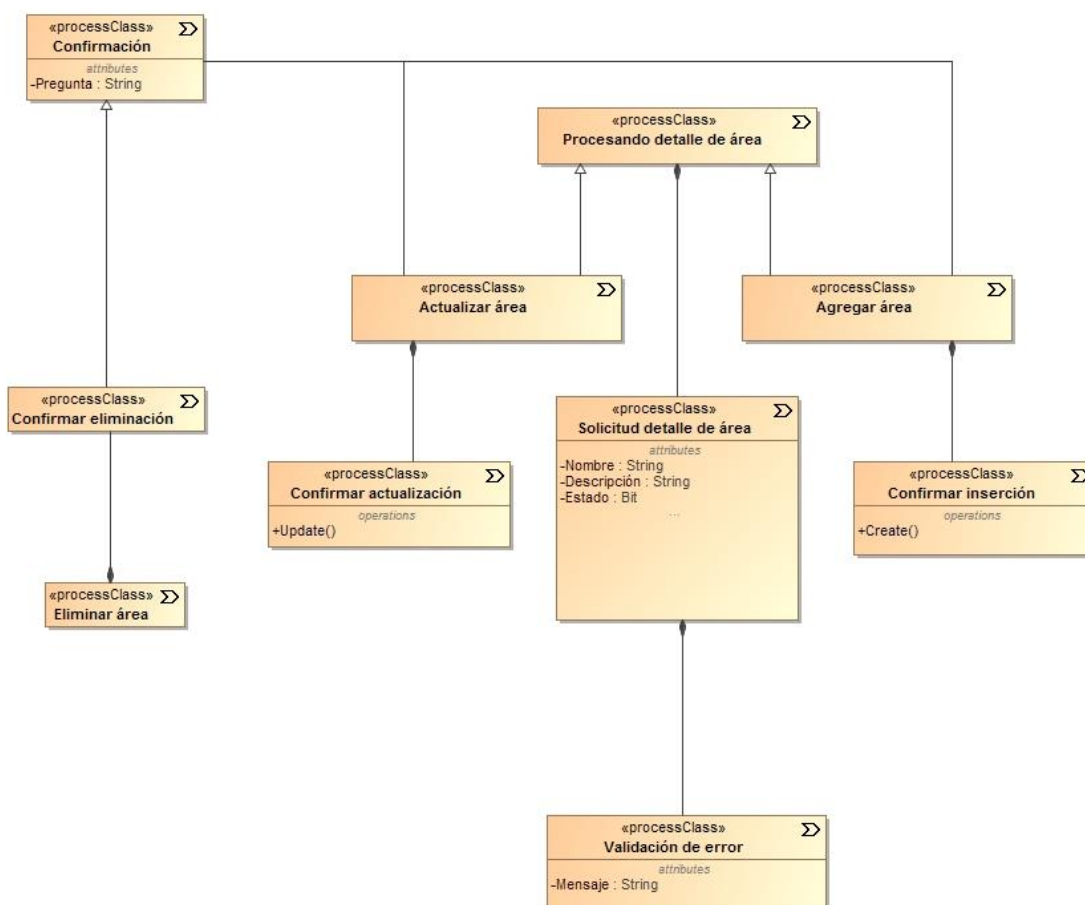 «processClass»
Confirmación
attributes
-Pregunta : String
«processClass»
Procesando detalle de área
«processClass»
Actualizar área
«processClass»
Agregar área
«processClass»
Confirmar eliminación
«processClass»
Solicitud detalle de área
attributes
-Nombre : String
-Descripción : String
-Estado : Bit
...
«processClass»
Confirmar actualización
operations
+Update()
«processClass»
Confirmar inserción
operations
+Create()
«processClass»
Eliminar área
«processClass»
Validación de error
attributes
-Mensaje : String